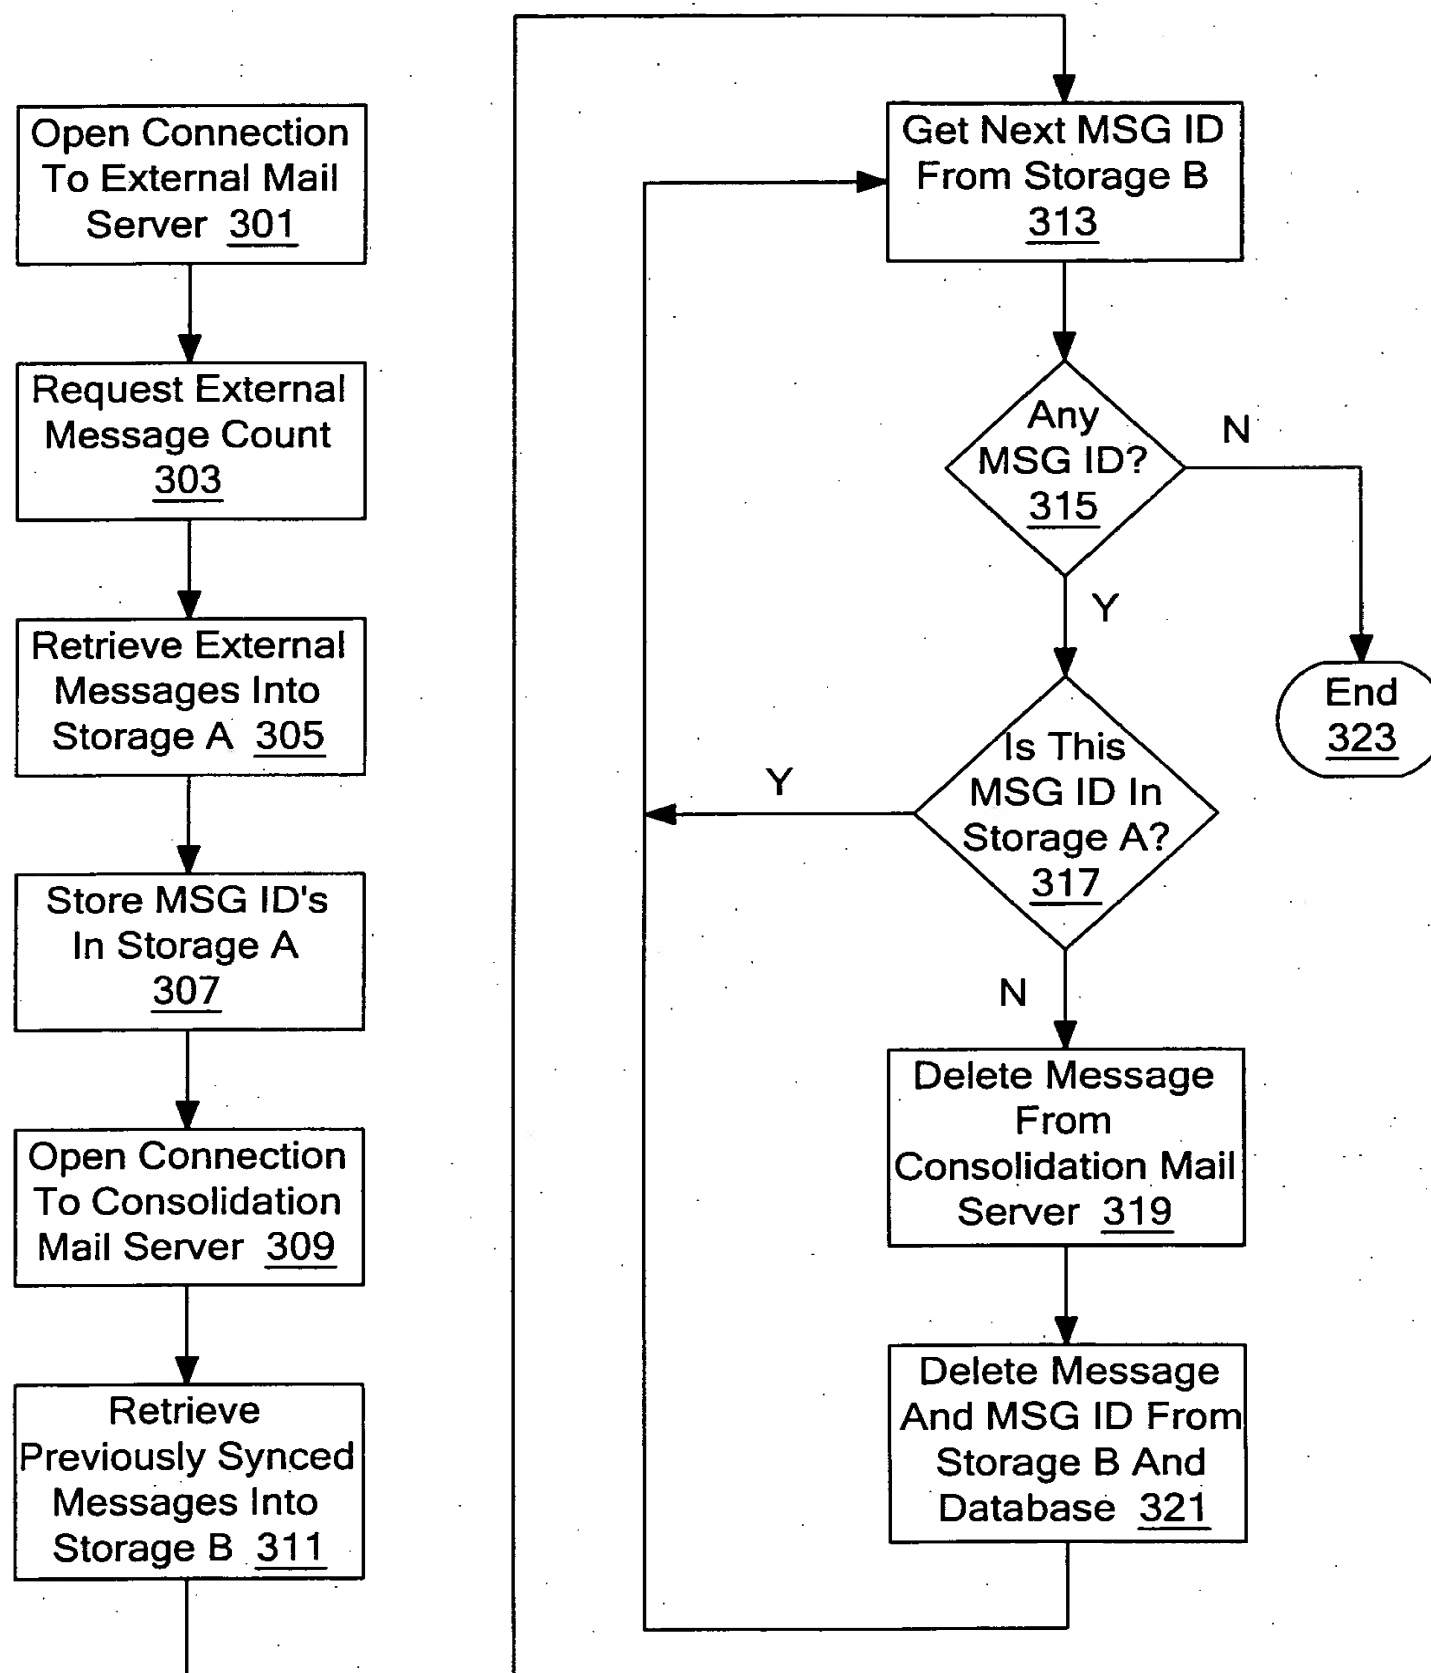 Open Connection
To External Mail
Server 301
Request External
Message Count
303
Retrieve External
Messages Into
Storage A 305
Store MSG ID's
In Storage A
307
Open Connection
To Consolidation
Mail Server 309
Retrieve
Previously Synced
Messages Into
Storage B 311
Get Next MSG ID
From Storage B
313
Any
MSG ID?
315
N
Y
End
323
Is This
MSG ID In
Storage A?
317
Y
N
Delete Message
From
Consolidation Mail
Server 319
Delete Message
And MSG ID From
Storage B And
Database 321